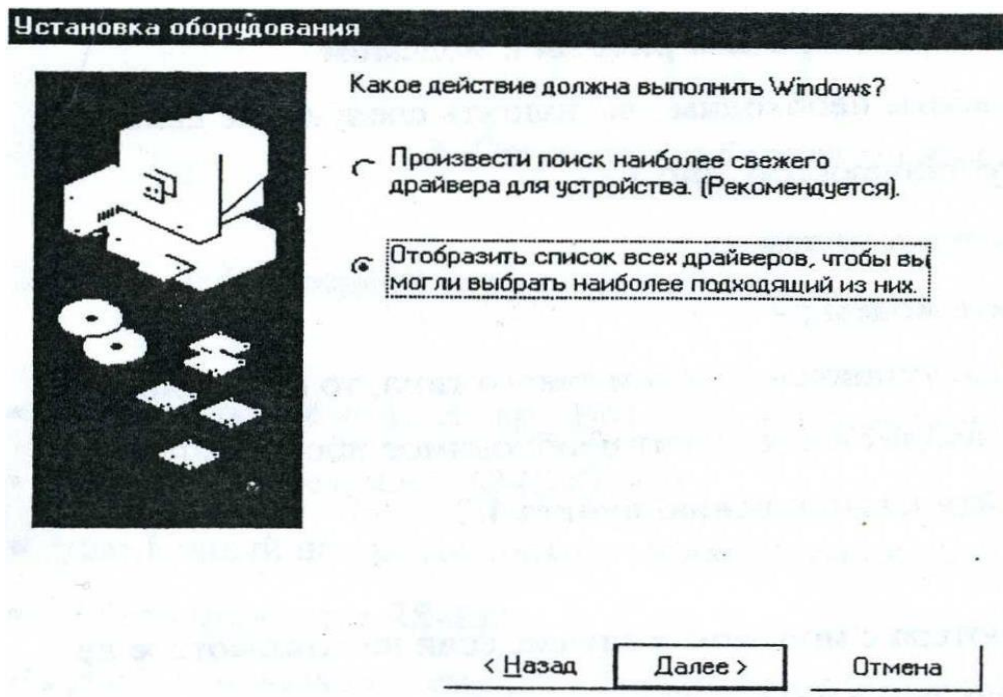 Установка оборудования
Какое действие должна выполнить Windows?
Произвести поиск наиболее свежего
драйвера для устройства. (Рекомендуется).
Отобразить список всех драйверов, чтобы вы
могли выбрать наиболее подходящий из них.
< Назад
Далее >
Отмена